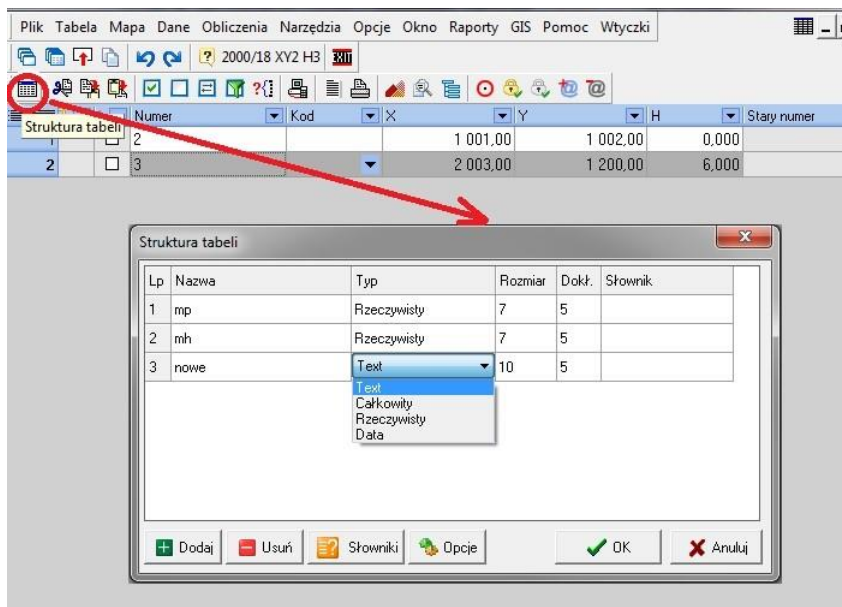 Plik Tabela Mapa Dane Obliczenia Narzędzia Opcje Okno Raporty GIS Pomoc Wtyczki
2000/18 XY2 H3
Numer Kod X Y H Stary numer
Struktura tabeli
1 2 1 001,00 1 002,00 0,000
2 3 2 003,00 1 200,00 6,000
Struktura tabeli
Lp Nazwa Typ Rozmiar Dokł. Słownik
1 mp Rzeczywisty 7 5
2 mh Rzeczywisty 7 5
3 nowe Text 10 5
Text
Całkowity
Rzeczywisty
Data
Dodaj Usuń Słowniki Opcje OK Anuluj